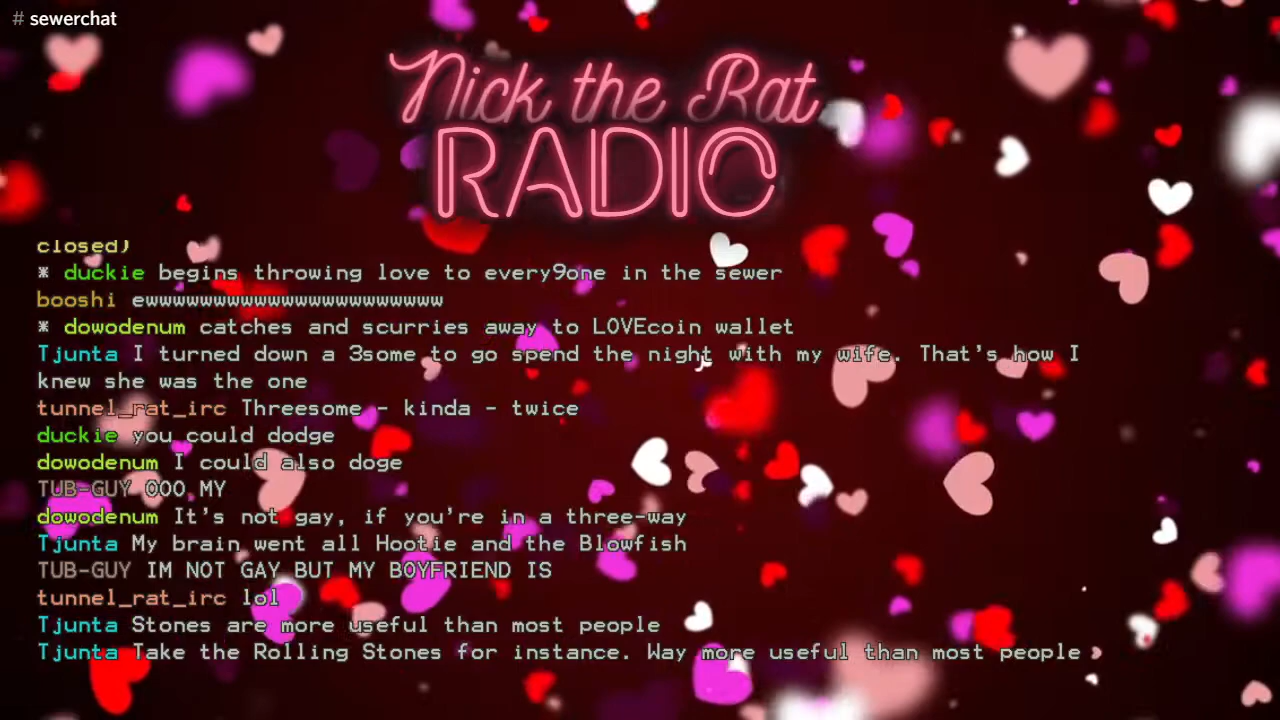 # sewerchat
Nick the Rat
RADIO
closed)
* duckie begins throwing love to every9one in the sewer
booshi ewwwwwwwwwwwwwwwwwwwwww
* dowodenum catches and scurries away to LOVEcoin wallet
Tjunta I turned down a 3some to go spend the night with my wife. That's how I
knew she was the one
tunnel_rat_irc Threesome - kinda - twice
duckie you could dodge
dowodenum I could also doge
TUB-GUY OOO MY
dowodenum It's not gay, if you're in a three-way
Tjunta My brain went all Hootie and the Blowfish
TUB-GUY IM NOT GAY BUT MY BOYFRIEND IS
tunnel_rat_irc lol
Tjunta Stones are more useful than most people
Tjunta Take the Rolling Stones for instance. Way more useful than most people